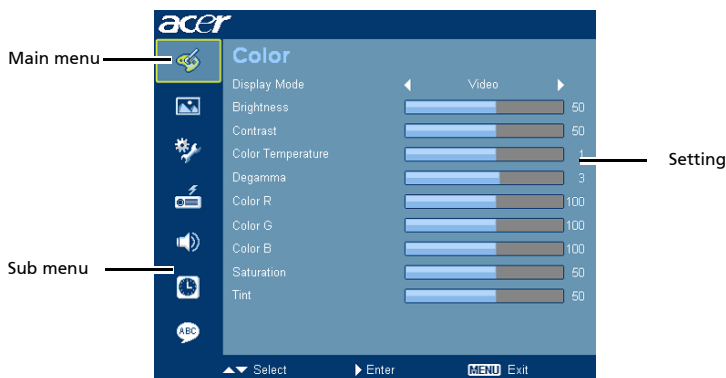 acer
Main menu
Color
Display Mode Video
Brightness 50
Contrast 50
Color Temperature 1
Setting
Degamma 3
Color R 100
Color G 100
Color B 100
Sub menu
Saturation 50
Tint 50
ABC
Select Enter MENU Exit